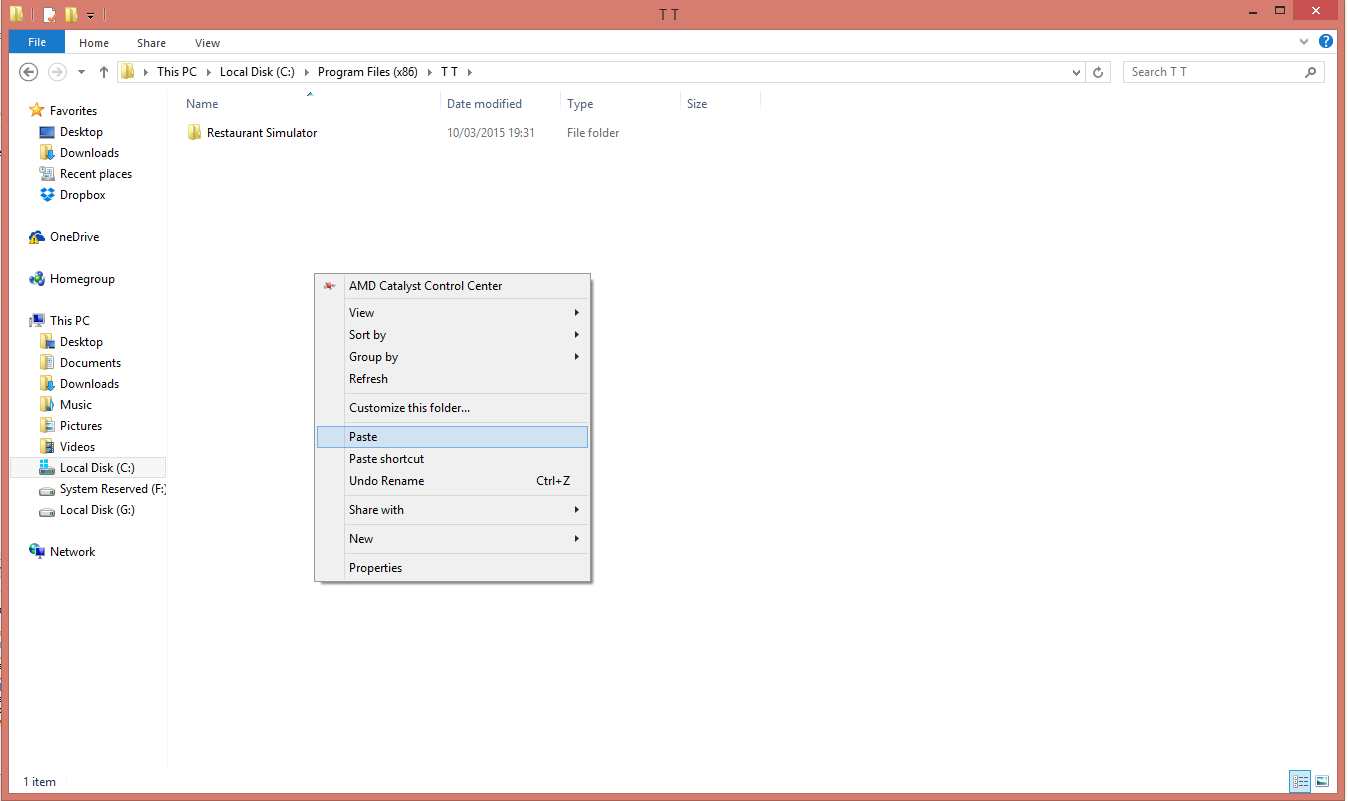 T T
File Home Share View
This PC Local Disk (C:) Program Files (x86) T T Search T T
Name Date modified Type Size
Restaurant Simulator 10/03/2015 19:31 File folder
Favorites
Desktop
Downloads
Recent places
Dropbox
OneDrive
Homegroup
This PC
Desktop
Documents
Downloads
Music
Pictures
Videos
Local Disk (C:)
System Reserved (F:)
Local Disk (G:)
Network
AMD Catalyst Control Center
View
Sort by
Group by
Refresh
Customize this folder...
Paste
Paste shortcut
Undo Rename Ctrl+Z
Share with
New
Properties
1 item